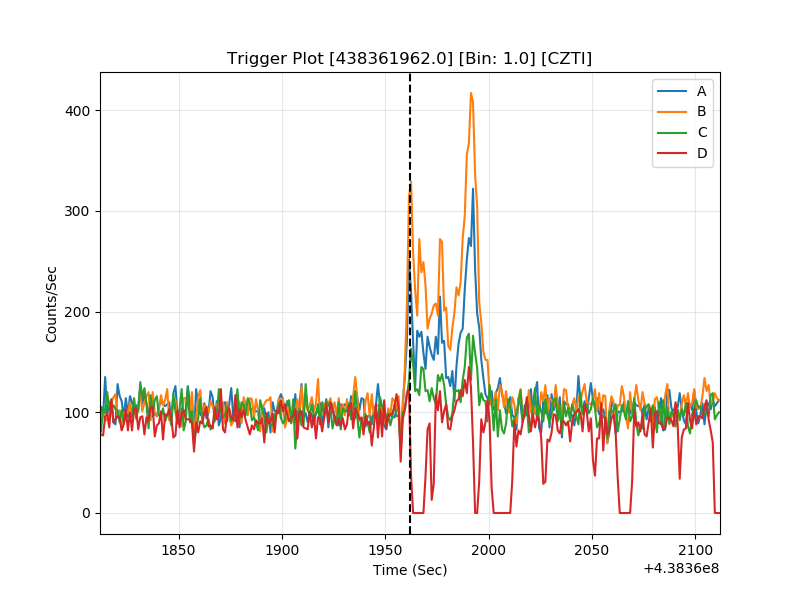 Trigger Plot [438361962.0] [Bin: 1.0] [CZTI]
A
B
C
D
400
300
200
100
0
Counts/Sec
1850
1900
1950
2000
2050
2100
+4.3836e8
Time (Sec)